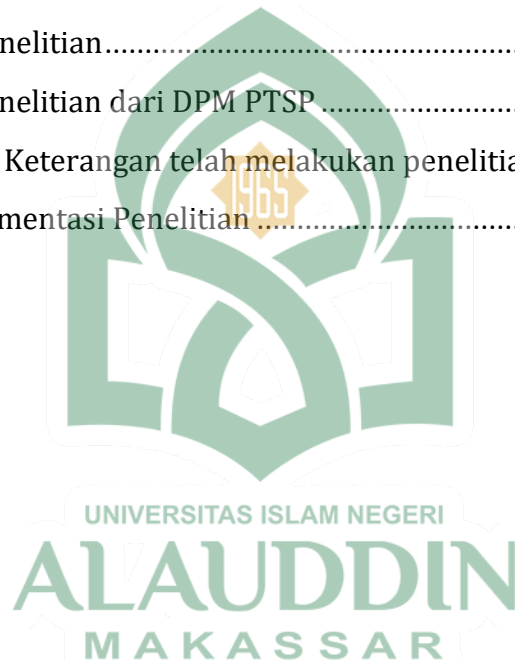 nelitian........................................................
nelitian dari DPM PTSP................................
Keterangan telah melakukan penelitia
mentasi Penelitian........................................
1965
UNIVERSITAS ISLAM NEGERI
ALAUDDIN
MAKASSAR